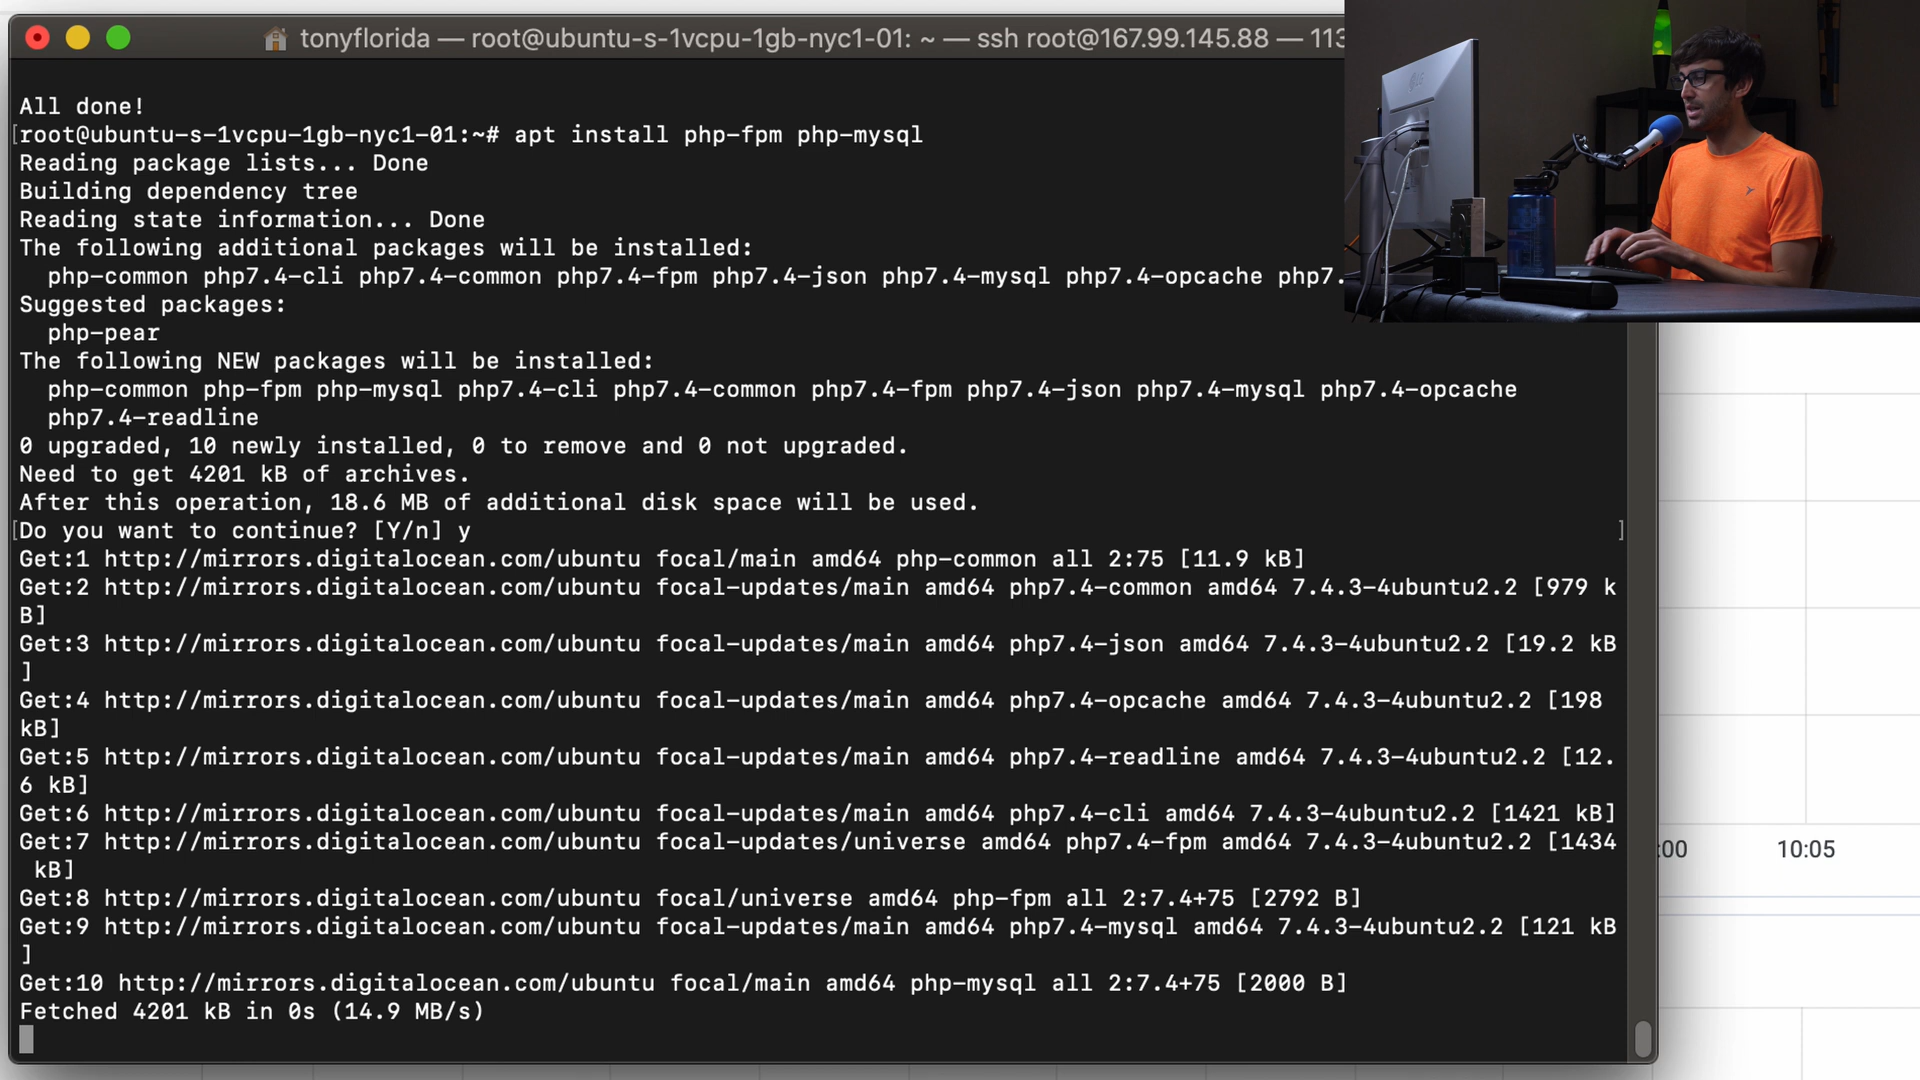 tonyflorida — root@ubuntu-s-1vcpu-1gb-nyc1-01: ~ — ssh root@167.99.145.88 — 113
All done!
[root@ubuntu-s-1vcpu-1gb-nyc1-01:~# apt install php-fpm php-mysql
Reading package lists... Done
Building dependency tree
Reading state information... Done
The following additional packages will be installed:
php-common php7.4-cli php7.4-common php7.4-fpm php7.4-json php7.4-mysql php7.4-opcache php7.
Suggested packages:
php-pear
The following NEW packages will be installed:
php-common php-fpm php-mysql php7.4-cli php7.4-common php7.4-fpm php7.4-json php7.4-mysql php7.4-opcache
php7.4-readline
0 upgraded, 10 newly installed, 0 to remove and 0 not upgraded.
Need to get 4201 kB of archives.
After this operation, 18.6 MB of additional disk space will be used.
[Do you want to continue? [Y/n] y ]
Get:1 http://mirrors.digitalocean.com/ubuntu focal/main amd64 php-common all 2:75 [11.9 kB]
Get:2 http://mirrors.digitalocean.com/ubuntu focal-updates/main amd64 php7.4-common amd64 7.4.3-4ubuntu2.2 [979 k
B]
Get:3 http://mirrors.digitalocean.com/ubuntu focal-updates/main amd64 php7.4-json amd64 7.4.3-4ubuntu2.2 [19.2 kB
]
Get:4 http://mirrors.digitalocean.com/ubuntu focal-updates/main amd64 php7.4-opcache amd64 7.4.3-4ubuntu2.2 [198
kB]
Get:5 http://mirrors.digitalocean.com/ubuntu focal-updates/main amd64 php7.4-readline amd64 7.4.3-4ubuntu2.2 [12.
6 kB]
Get:6 http://mirrors.digitalocean.com/ubuntu focal-updates/main amd64 php7.4-cli amd64 7.4.3-4ubuntu2.2 [1421 kB]
Get:7 http://mirrors.digitalocean.com/ubuntu focal-updates/universe amd64 php7.4-fpm amd64 7.4.3-4ubuntu2.2 [1434
kB]
Get:8 http://mirrors.digitalocean.com/ubuntu focal/universe amd64 php-fpm all 2:7.4+75 [2792 B]
Get:9 http://mirrors.digitalocean.com/ubuntu focal-updates/main amd64 php7.4-mysql amd64 7.4.3-4ubuntu2.2 [121 kB
]
Get:10 http://mirrors.digitalocean.com/ubuntu focal/main amd64 php-mysql all 2:7.4+75 [2000 B]
Fetched 4201 kB in 0s (14.9 MB/s)
:00 10:05